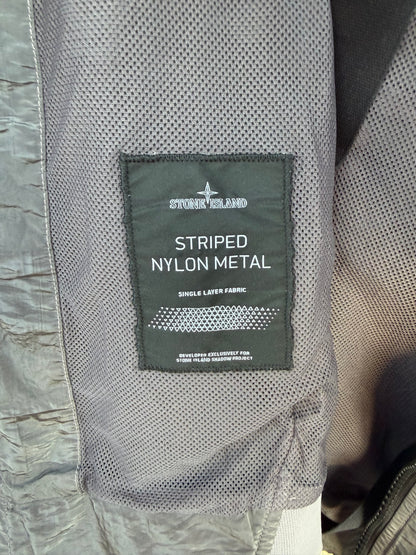 STONE ISLAND
STRIPED
NYLON METAL
SINGLE LAYER FABRIC
DEVELOPED EXCLUSIVELY FOR
STONE ISLAND SHADOW PROJECT